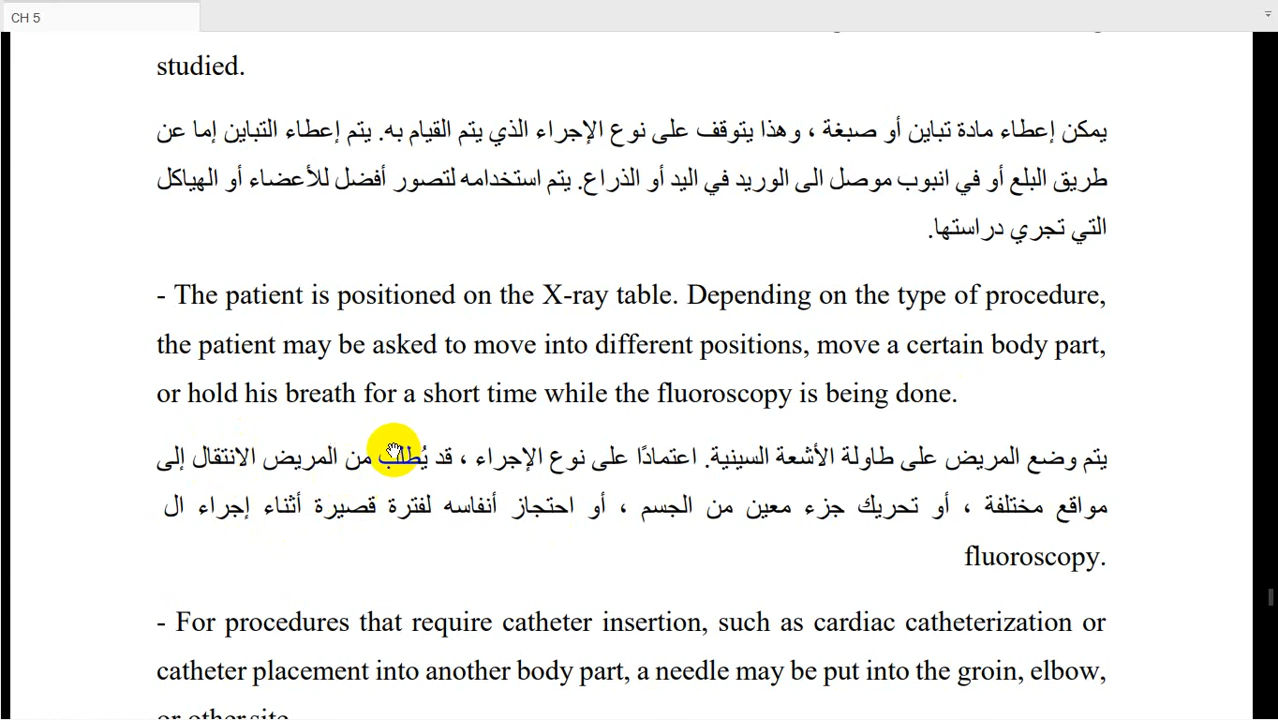 CH 5
studied.
يمكن إعطاء مادة تباين أو صبغة ، وهذا يتوقف على نوع الإجراء الذي يتم القيام به. يتم إعطاء التباين إما عن
طريق البلع أو في انبوب موصل الى الوريد في اليد أو الذراع. يتم استخدامه لتصور أفضل للأعضاء أو الهياكل
التي تجري دراستها.
- The patient is positioned on the X-ray table. Depending on the type of procedure,
the patient may be asked to move into different positions, move a certain body part,
or hold his breath for a short time while the fluoroscopy is being done.
يتم وضع المريض على طاولة الأشعة السينية. اعتمادًا على نوع الإجراء ، قد يُطلب من المريض الانتقال إلى
مواقع مختلفة ، أو تحريك جزء معين من الجسم ، أو احتجاز أنفاسه لفترة قصيرة أثناء إجراء ال
fluoroscopy.
- For procedures that require catheter insertion, such as cardiac catheterization or
catheter placement into another body part, a needle may be put into the groin, elbow,
or other site